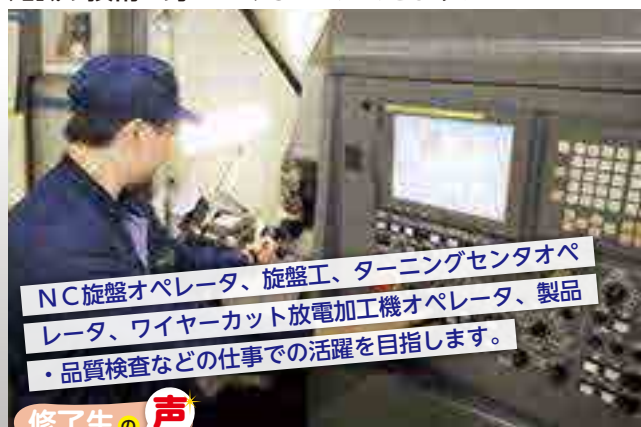 NC旋盤オペレータ、旋盤工、ターニングセンタオペ
レータ、ワイヤーカット放電加工機オペレータ、製品
・品質検査などの仕事での活躍を目指します。
修了生の声